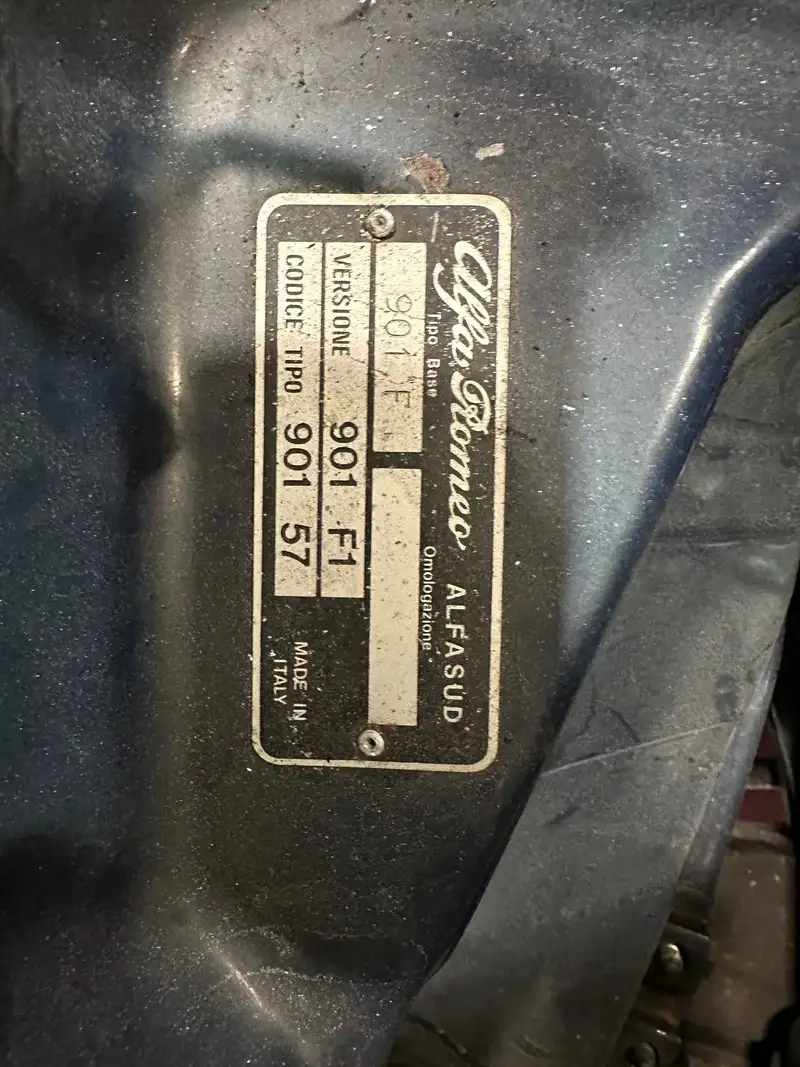 Alfa Romeo ALFASUD
Tipo Base Omologazione
901.F
VERSIONE 901 F1
CODICE TIPO 901 57
MADE IN
ITALY